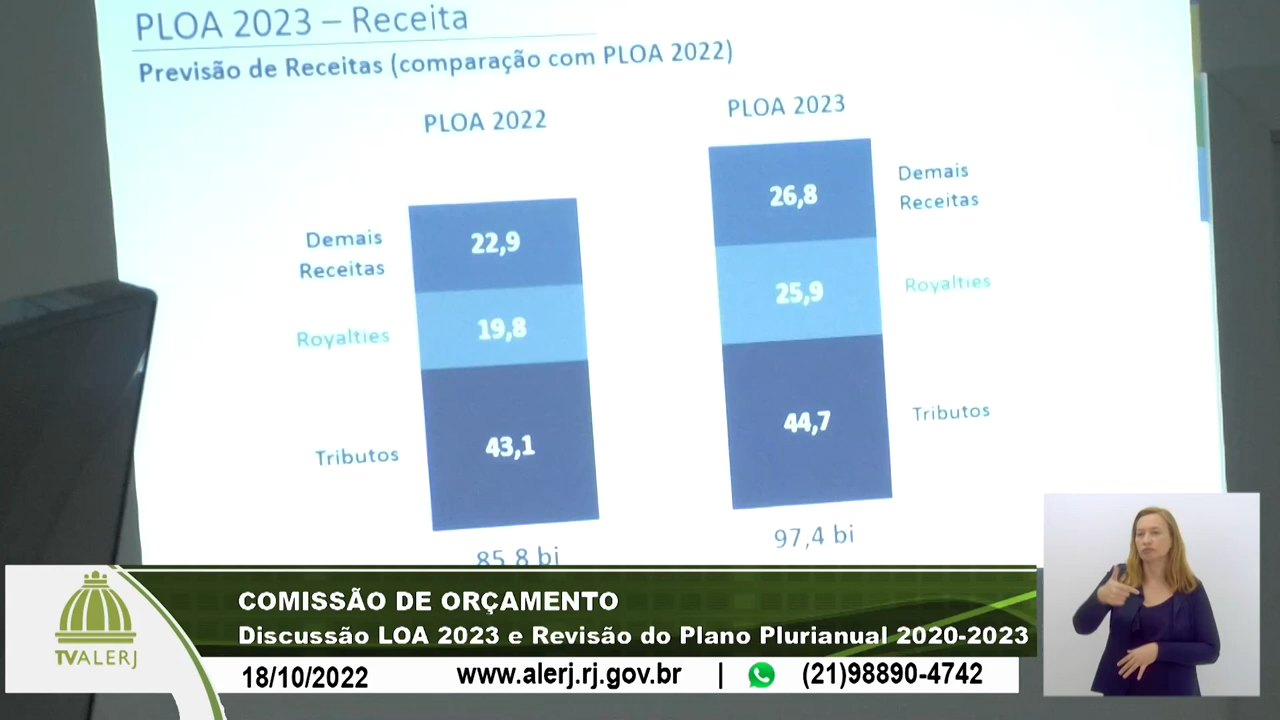 PLOA 2023 – Receita
Previsão de Receitas (comparação com PLOA 2022)
PLOA 2022
PLOA 2023
Demais
Receitas
22,9
Royalties
19,8
Tributos
43,1
85,8 bi
26,8
Demais
Receitas
25,9
Royalties
44,7
Tributos
97,4 bi
TVALERJ
COMISSÃO DE ORÇAMENTO
Discussão LOA 2023 e Revisão do Plano Plurianual 2020-2023
18/10/2022 www.alerj.rj.gov.br | (21)98890-4742